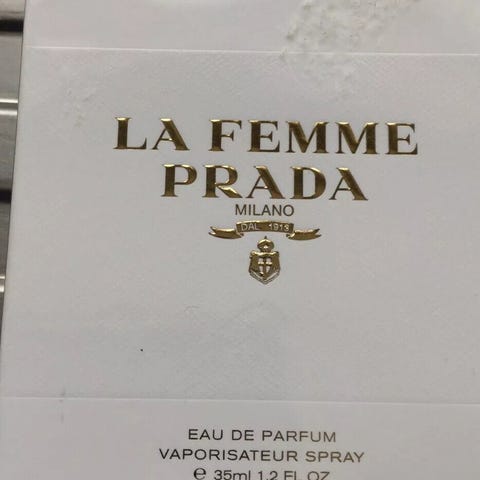 LA FEMME
PRADA
MILANO
DAL 1913
EAU DE PARFUM
VAPORISATEUR SPRAY
e 35ml 1.2 FL OZ